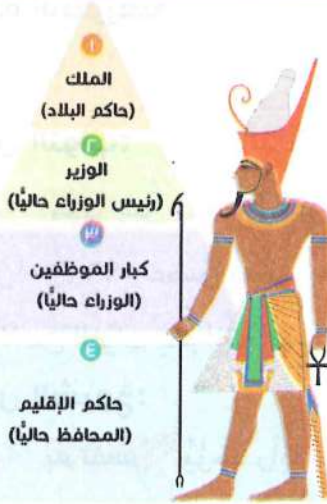 ١
الملك
(حاكم البلاد)
٢
الوزير
(رئيس الوزراء حاليًّا)
٣
كبار الموظفين
(الوزراء حاليًّا)
٤
حاكم الإقليم
(المحافظ حاليًّا)